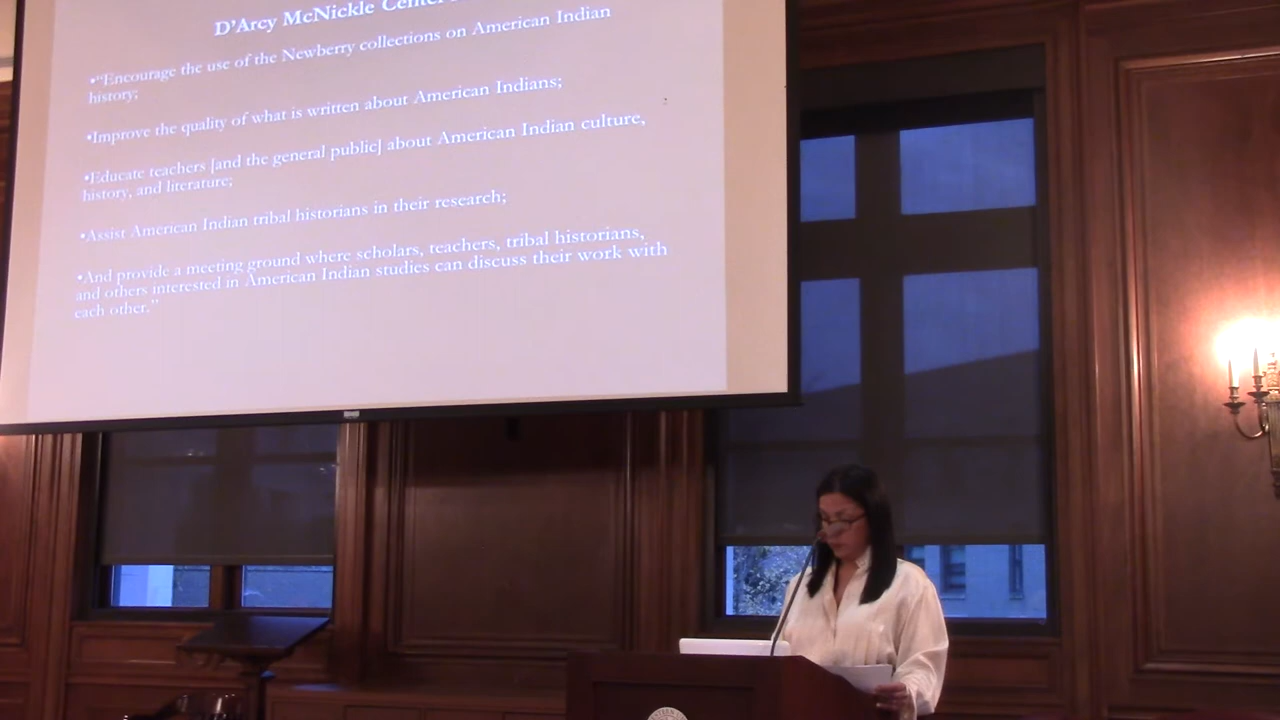 D'Arcy McNickle Center
•"Encourage the use of the Newberry collections on American Indian
history;
•Improve the quality of what is written about American Indians;
•Educate teachers [and the general public] about American Indian culture,
history, and literature;
•Assist American Indian tribal historians in their research;
•And provide a meeting ground where scholars, teachers, tribal historians,
and others interested in American Indian studies can discuss their work with
each other."